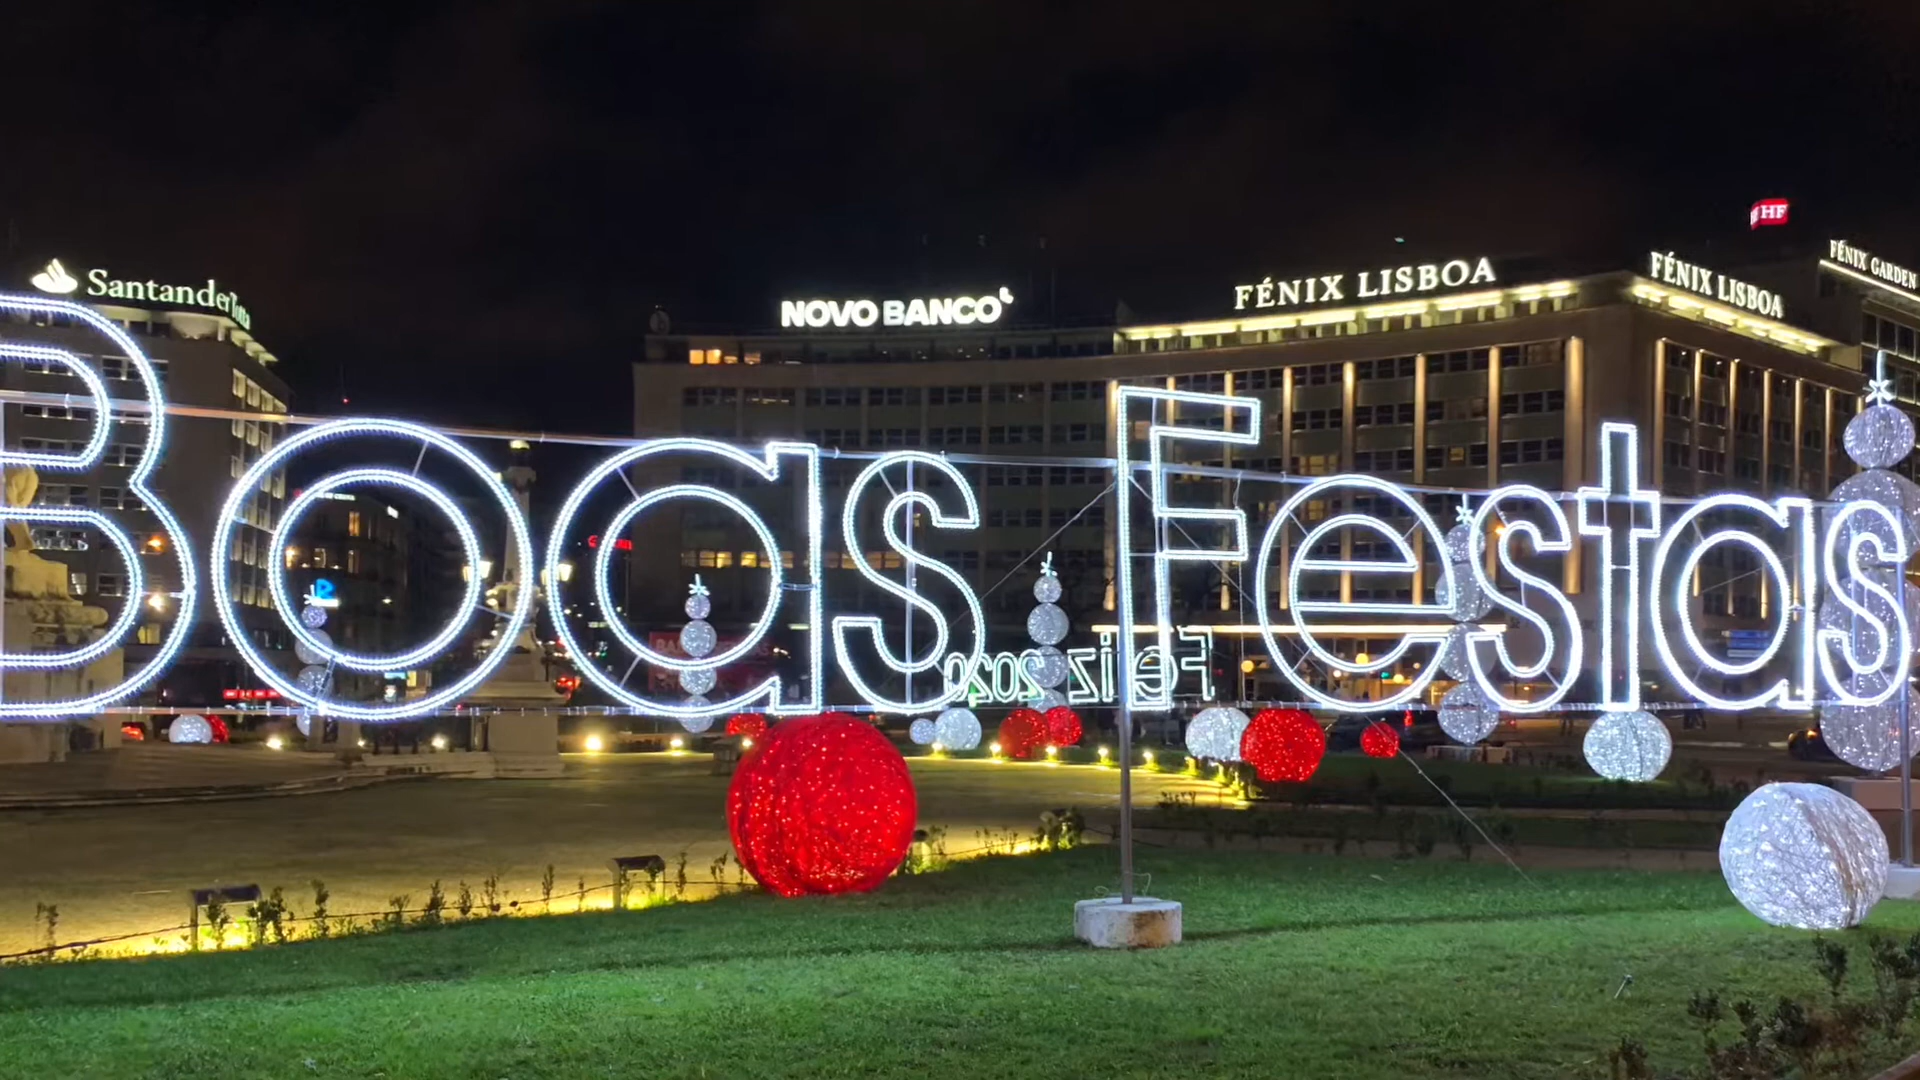 HF
FÉNIX GARDEN
Santander Totta
NOVO BANCO
FÉNIX LISBOA
FÉNIX LISBOA
Boas Festas
Feliz 2020